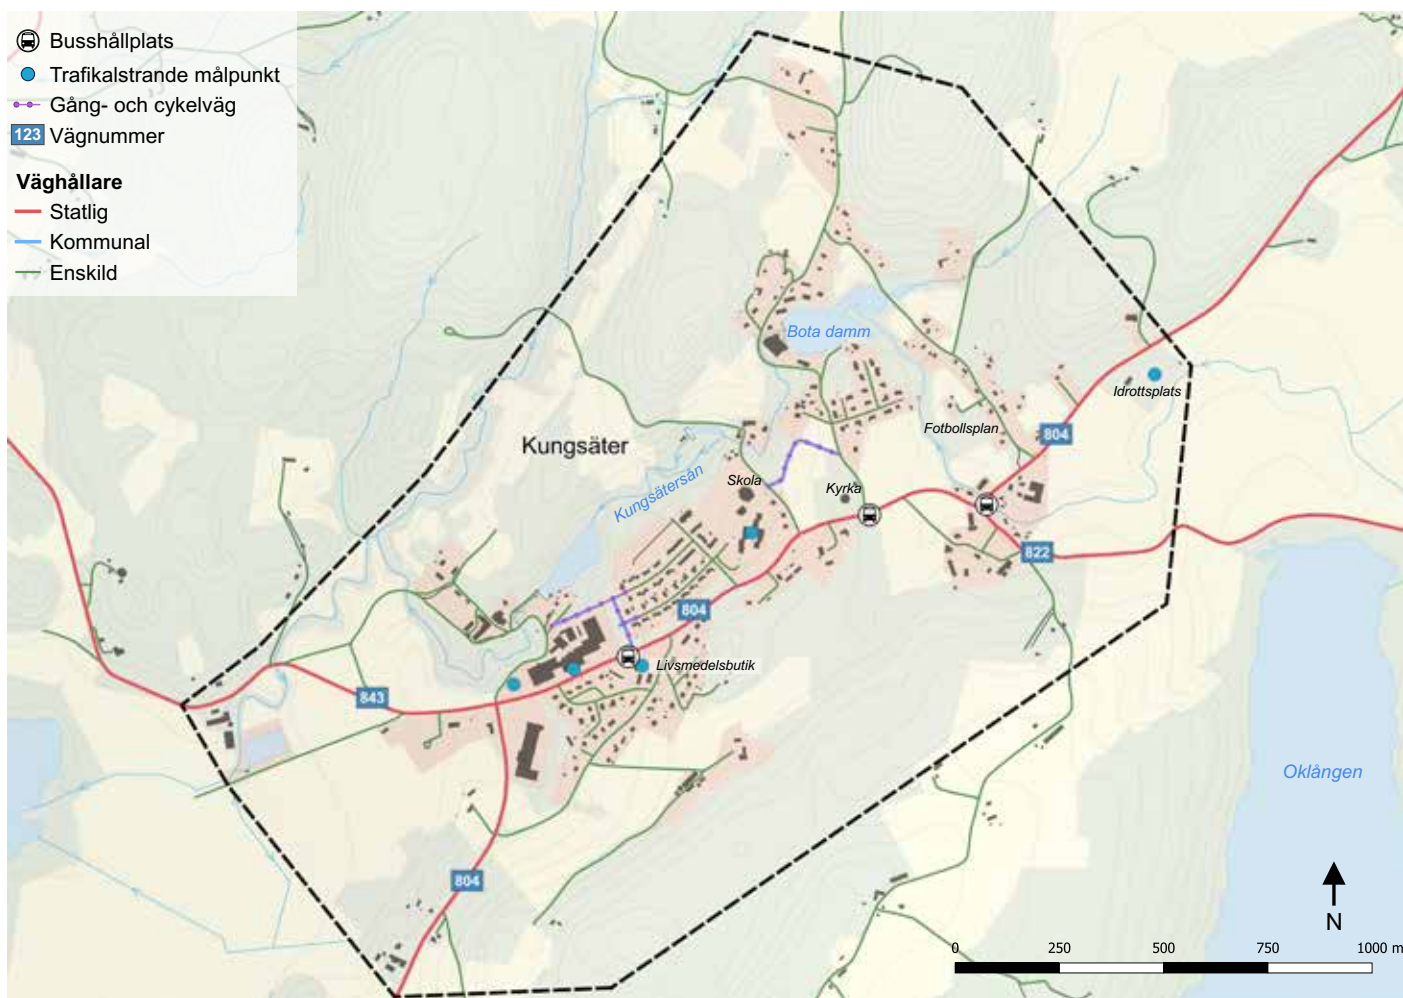 Busshållplats
Trafikalstrande målpunkt
Gång- och cykelväg
123 Vägnummer
Väghållare
Statlig
Kommunal
Enskild
Bota damm
Idrottsplats
Fotbollsplan
804
Kungsäter
Kungsätersån
Skola
Kyrka
822
804
Livsmedelsbutik
843
Oklången
804
N
0 250 500 750 1000 m